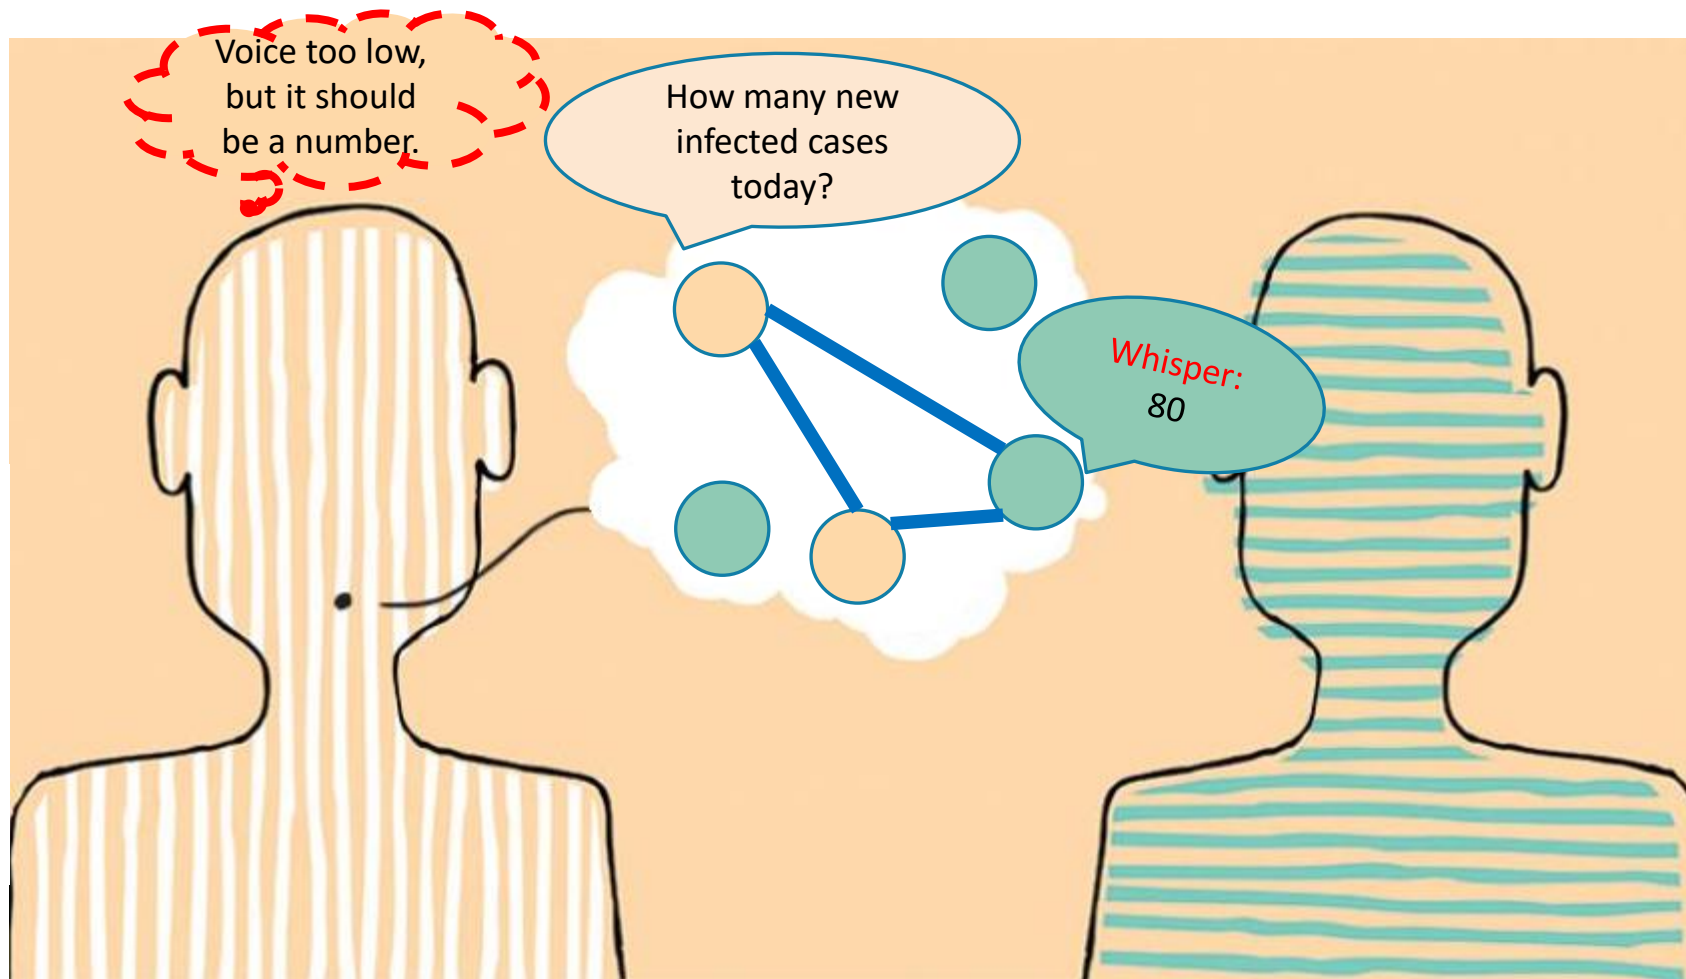 Voice too low,
but it should
be a number.
How many new
infected cases
today?
Whisper:
80